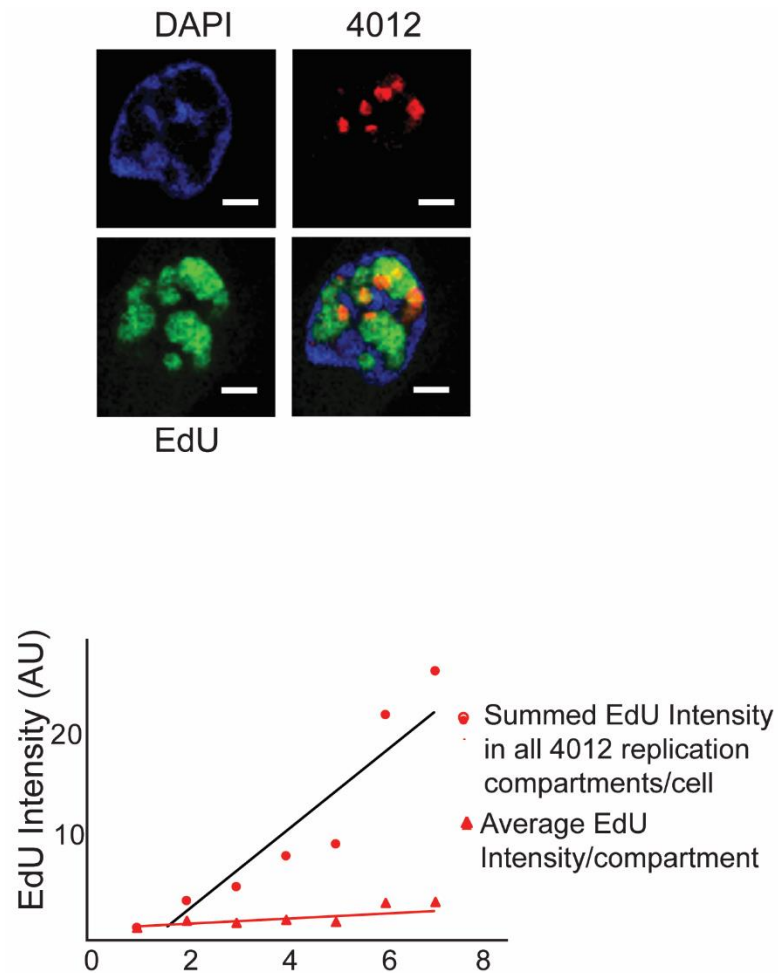 DAPI 4012
EdU
EdU Intensity (AU)
20
10
0 2 4 6 8
Summed EdU Intensity
in all 4012 replication
compartments/cell
Average EdU
Intensity/compartment